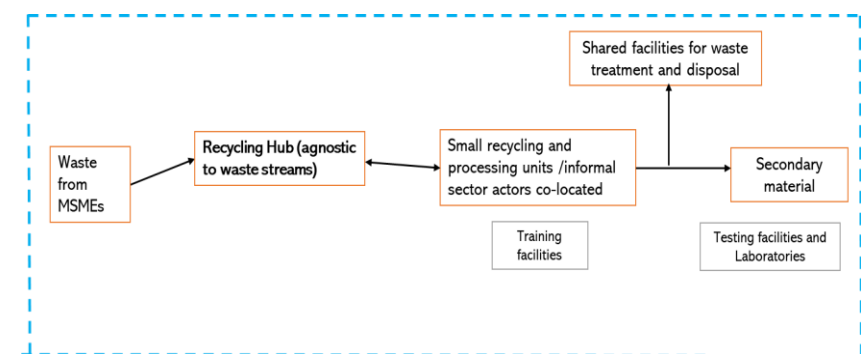 Shared facilities for waste
treatment and disposal
Waste
from
MSMEs
Recycling Hub (agnostic
to waste streams)
Small recycling and
processing units /informal
sector actors co-located
Secondary
material
Training
facilities
Testing facilities and
Laboratories